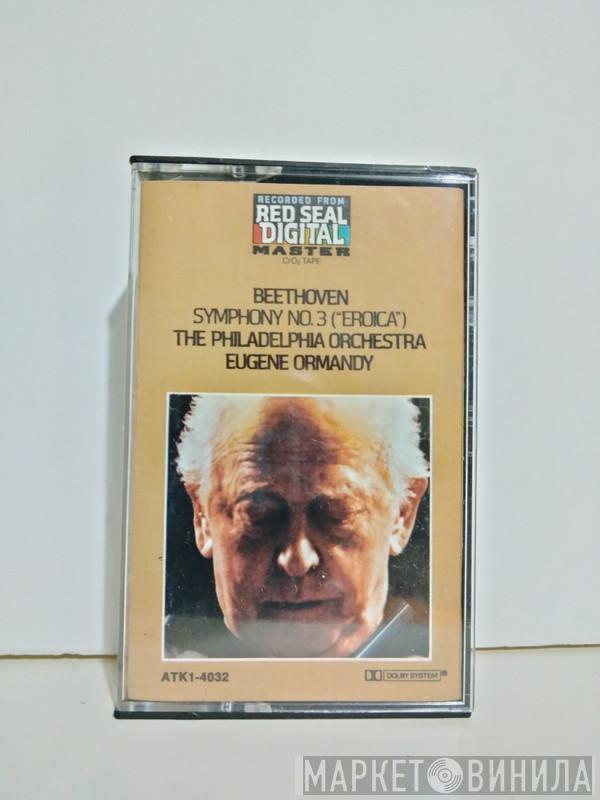 RECORDED FROM
RED SEAL
DIGITAL
MASTER
CrO₂ TAPE
BEETHOVEN
SYMPHONY NO. 3 ("EROICA")
THE PHILADELPHIA ORCHESTRA
EUGENE ORMANDY
ATK1-4032
DOLBY SYSTEM®
МАРКЕТ ВИНИЛА